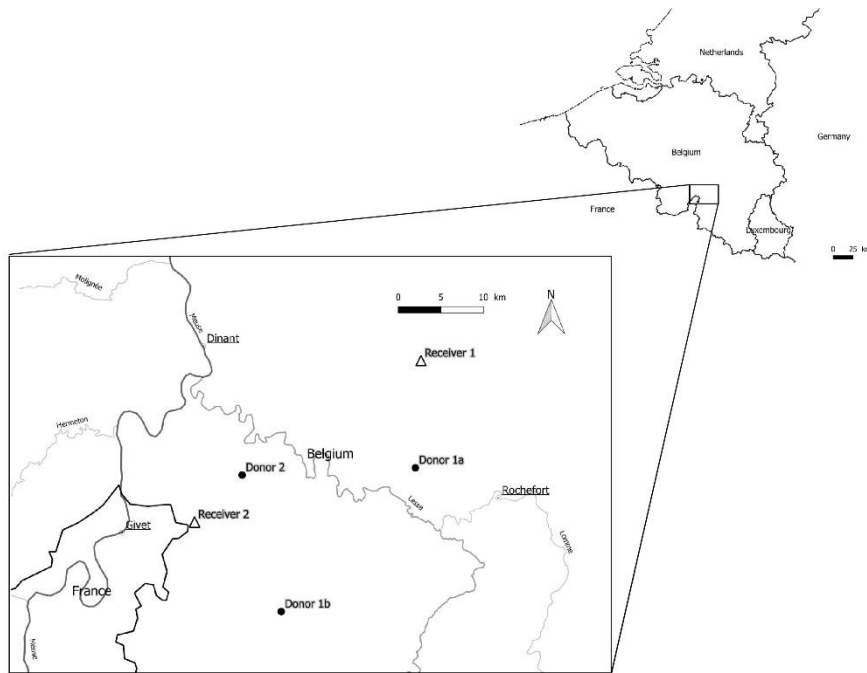 Netherlands
Germany
Belgium
France
Luxembourg
0 25 k
Molignée
Meuse
Dinant
0 5 10 km
N
Receiver 1
Hermeton
Belgium
Donor 2
Donor 1a
Lesse
Rochefort
Receiver 2
Givet
Lomme
France
Donor 1b
Meuse